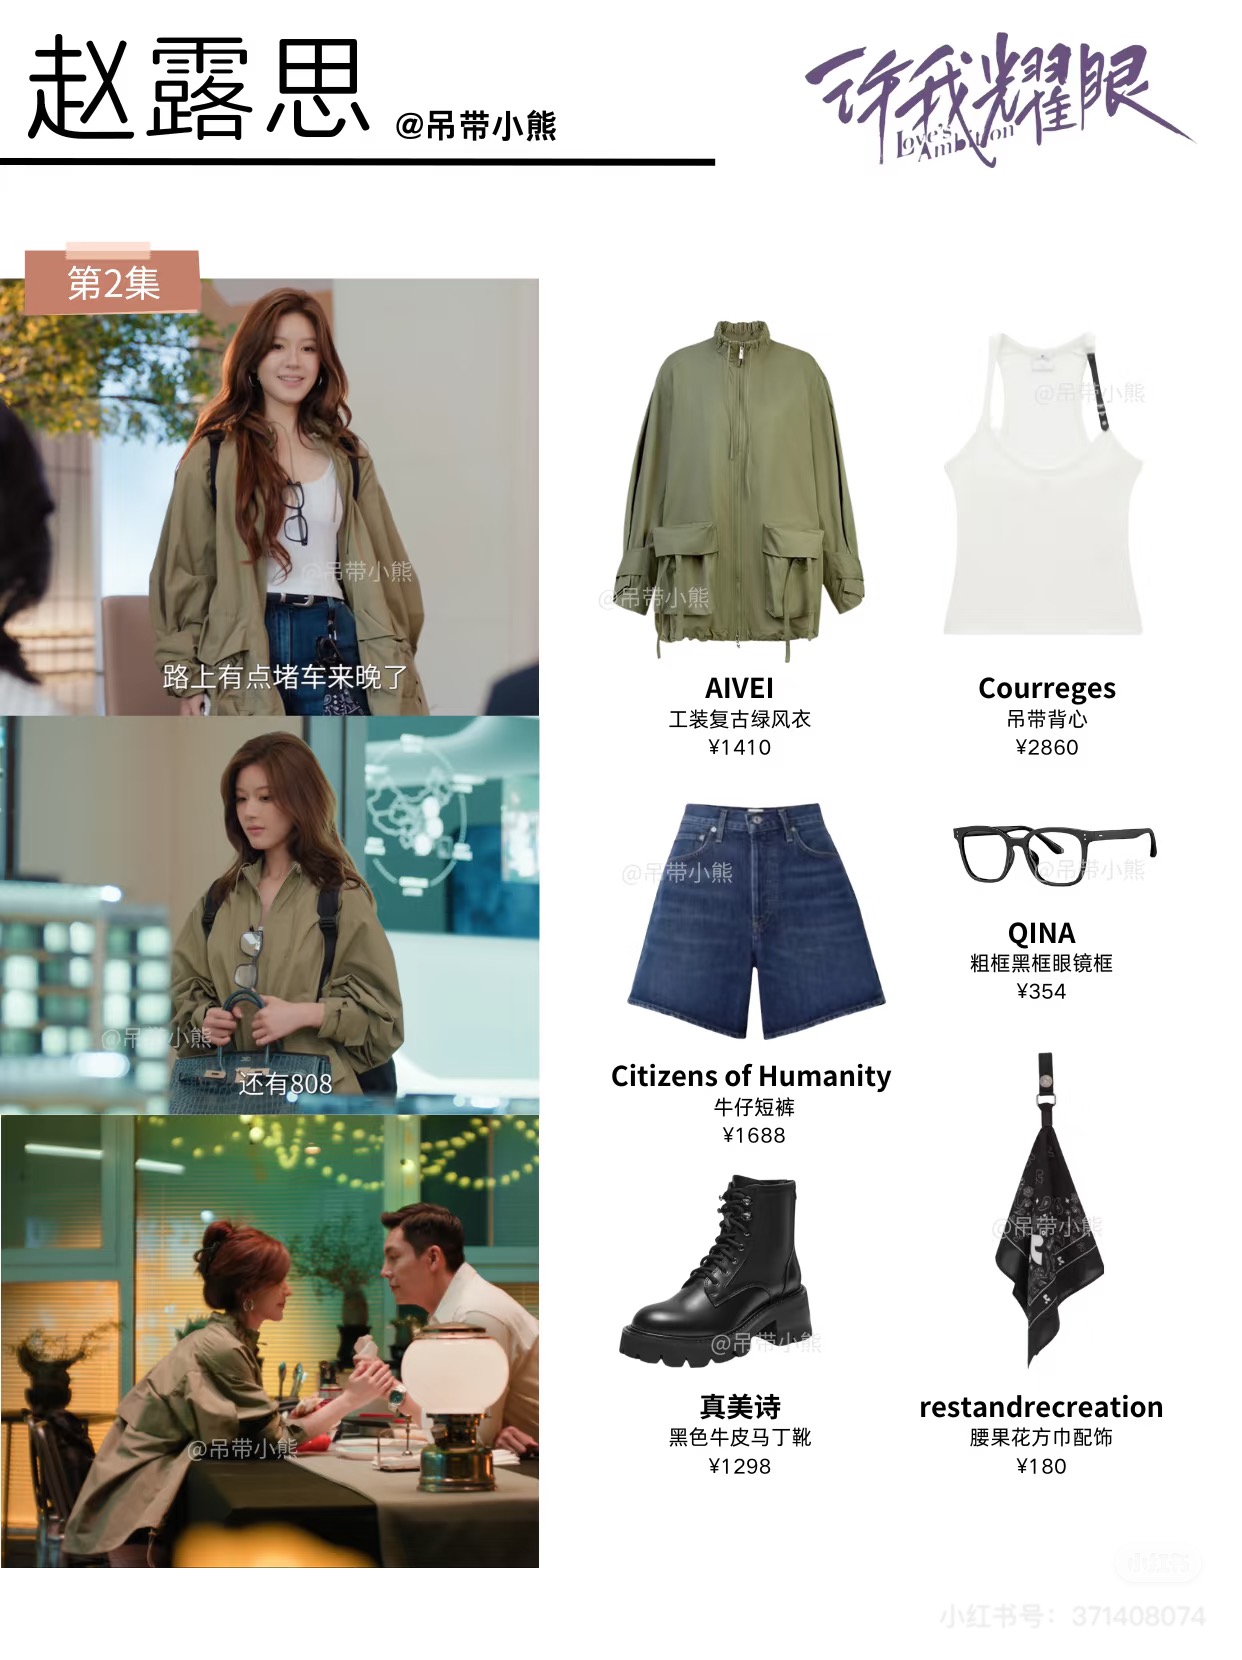 赵露思 @吊带小熊
许我耀眼
Love's
Ambition
第2集
@吊带小熊
路上有点堵车来晚了
@吊带小熊
还有808
@吊带小熊
@吊带小熊
AIVEI
工装复古绿风衣
¥1410
@吊带小熊
Courreges
吊带背心
¥2860
@吊带小熊
Citizens of Humanity
牛仔短裤
¥1688
@吊带小熊
QINA
粗框黑框眼镜框
¥354
@吊带小熊
真美诗
黑色牛皮马丁靴
¥1298
@吊带小熊
restandrecreation
腰果花方巾配饰
¥180
小红书
小红书号：371408074